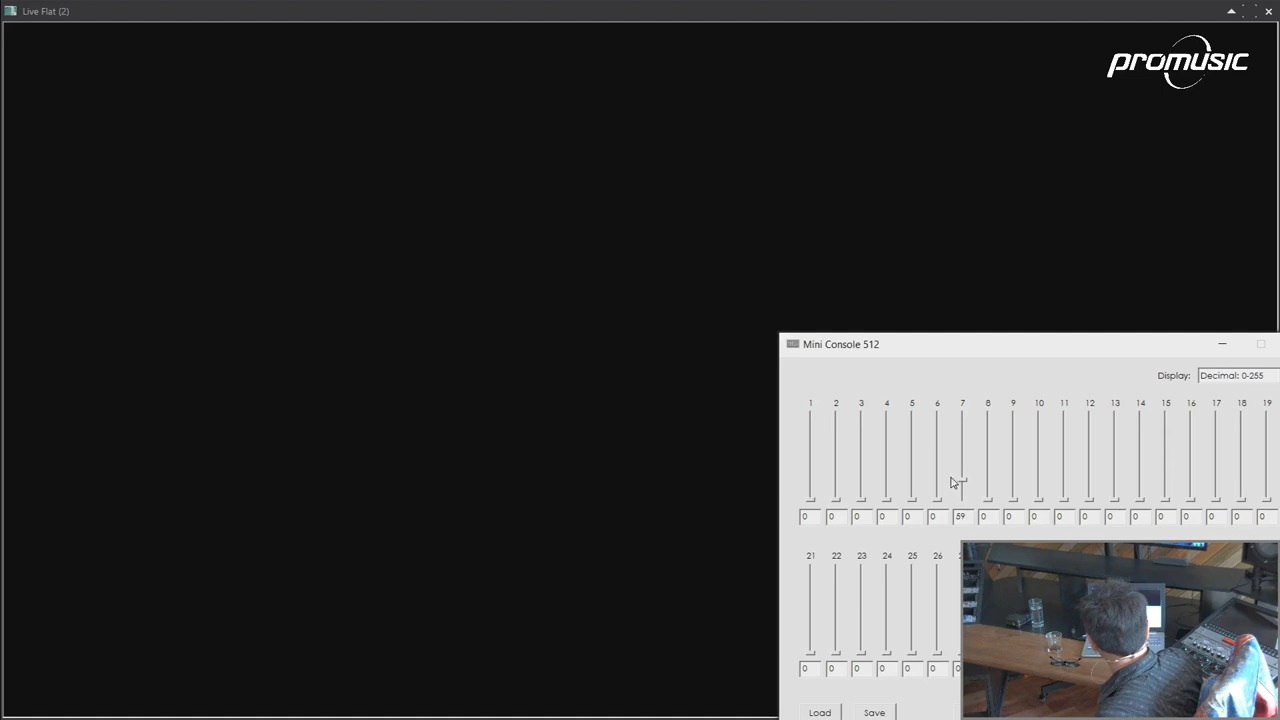 Live Flat (2)
promusic
Mini Console 512
Display: Decimal: 0-255
1 2 3 4 5 6 7 8 9 10 11 12 13 14 15 16 17 18 19
0 0 0 0 0 0 59 0 0 0 0 0 0 0 0 0 0 0 0
21 22 23 24 25 26
0 0 0 0 0 0
Load Save